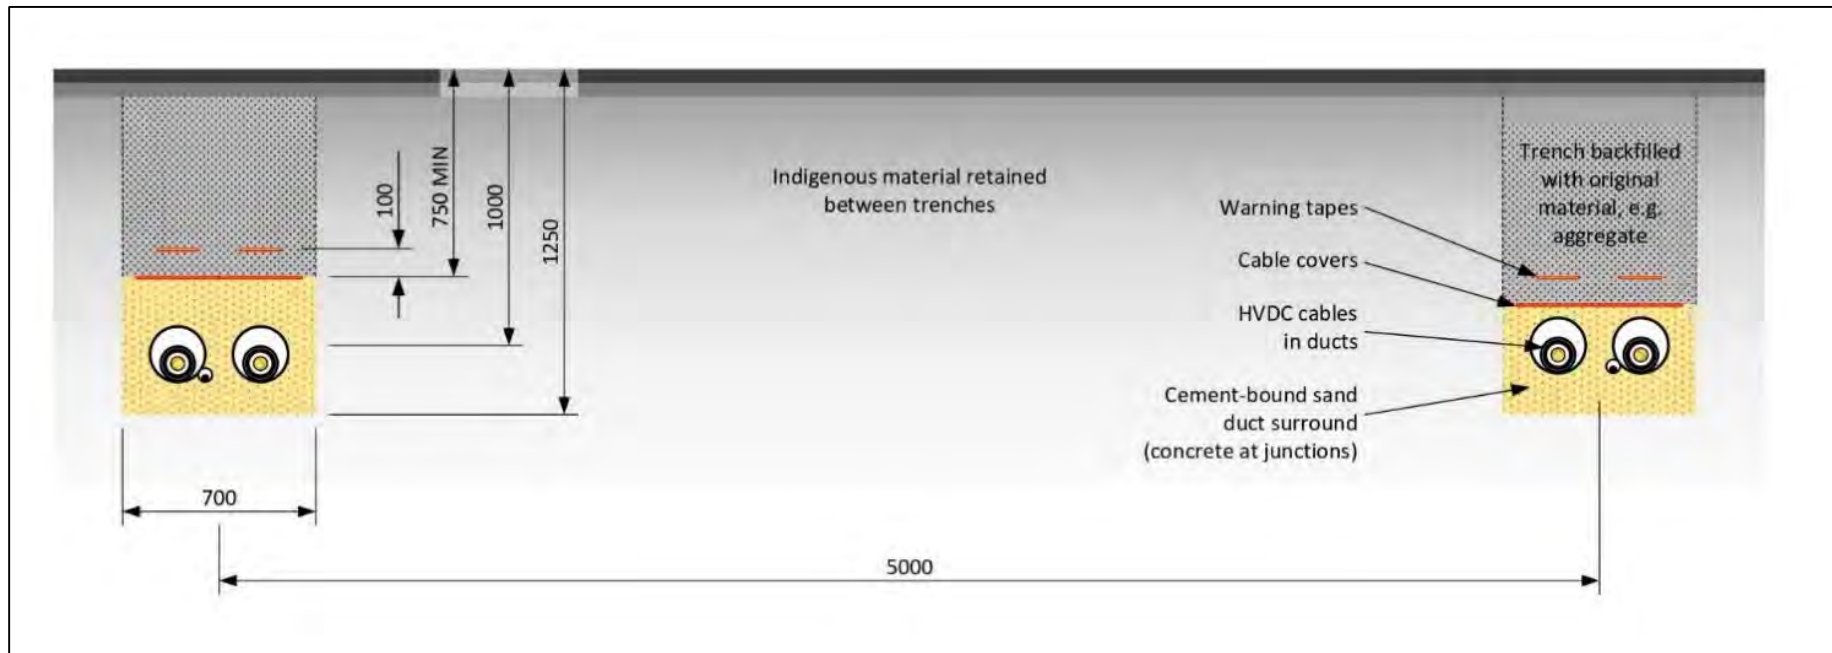 100
750 MIN
1000
1250
Indigenous material retained
between trenches
Trench backfilled
with original
material, e.g.
aggregate
Warning tapes
Cable covers
HVDC cables
in ducts
Cement-bound sand
duct surround
(concrete at junctions)
700
5000